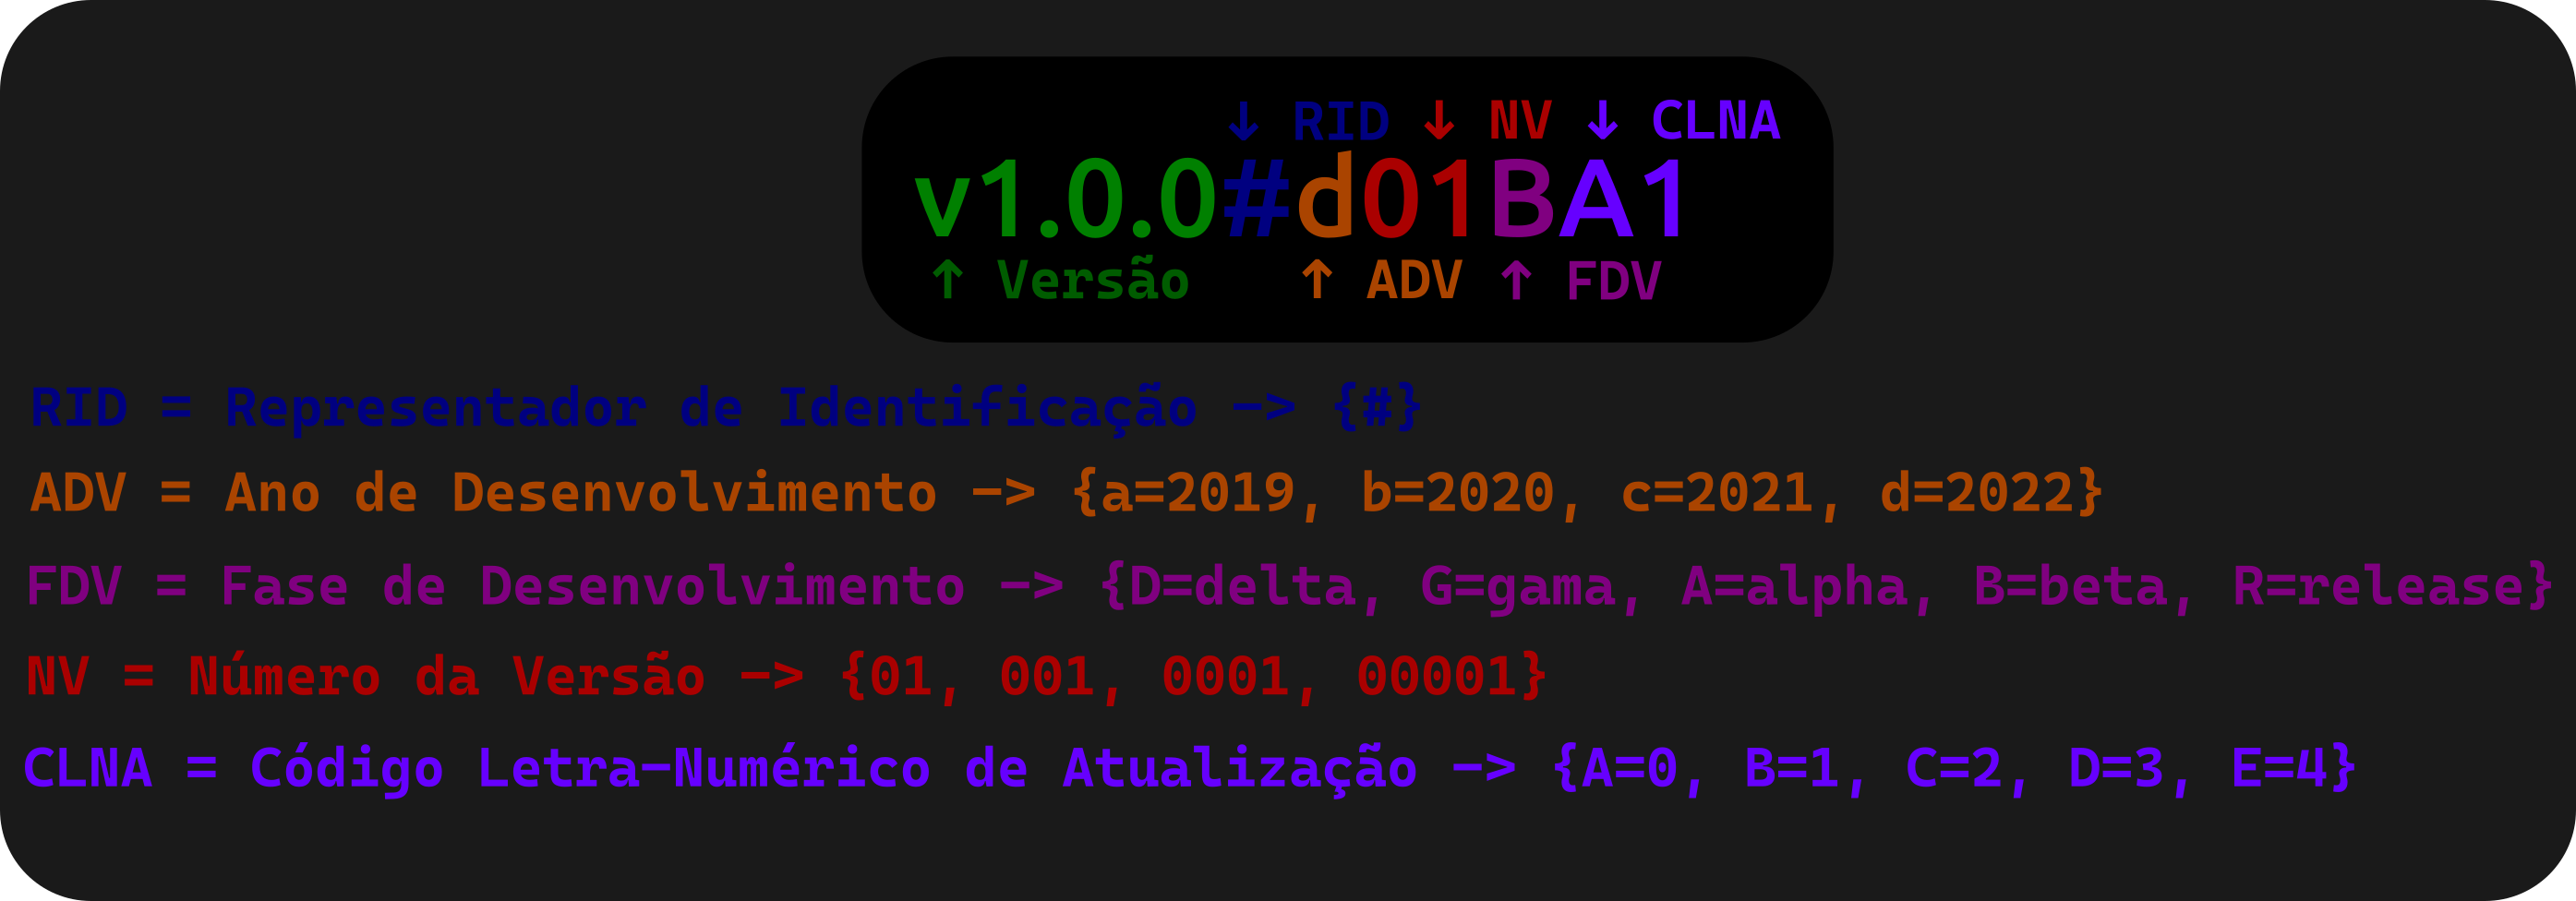 ↓ RID ↓ NV ↓ CLNA
v1.0.0#d01BA1
↑ Versão ↑ ADV ↑ FDV
RID = Representador de Identificação -> {#}
ADV = Ano de Desenvolvimento -> {a=2019, b=2020, c=2021, d=2022}
FDV = Fase de Desenvolvimento -> {D=delta, G=gama, A=alpha, B=beta, R=release}
NV = Número da Versão -> {01, 001, 0001, 00001}
CLNA = Código Letra-Numérico de Atualização -> {A=0, B=1, C=2, D=3, E=4}